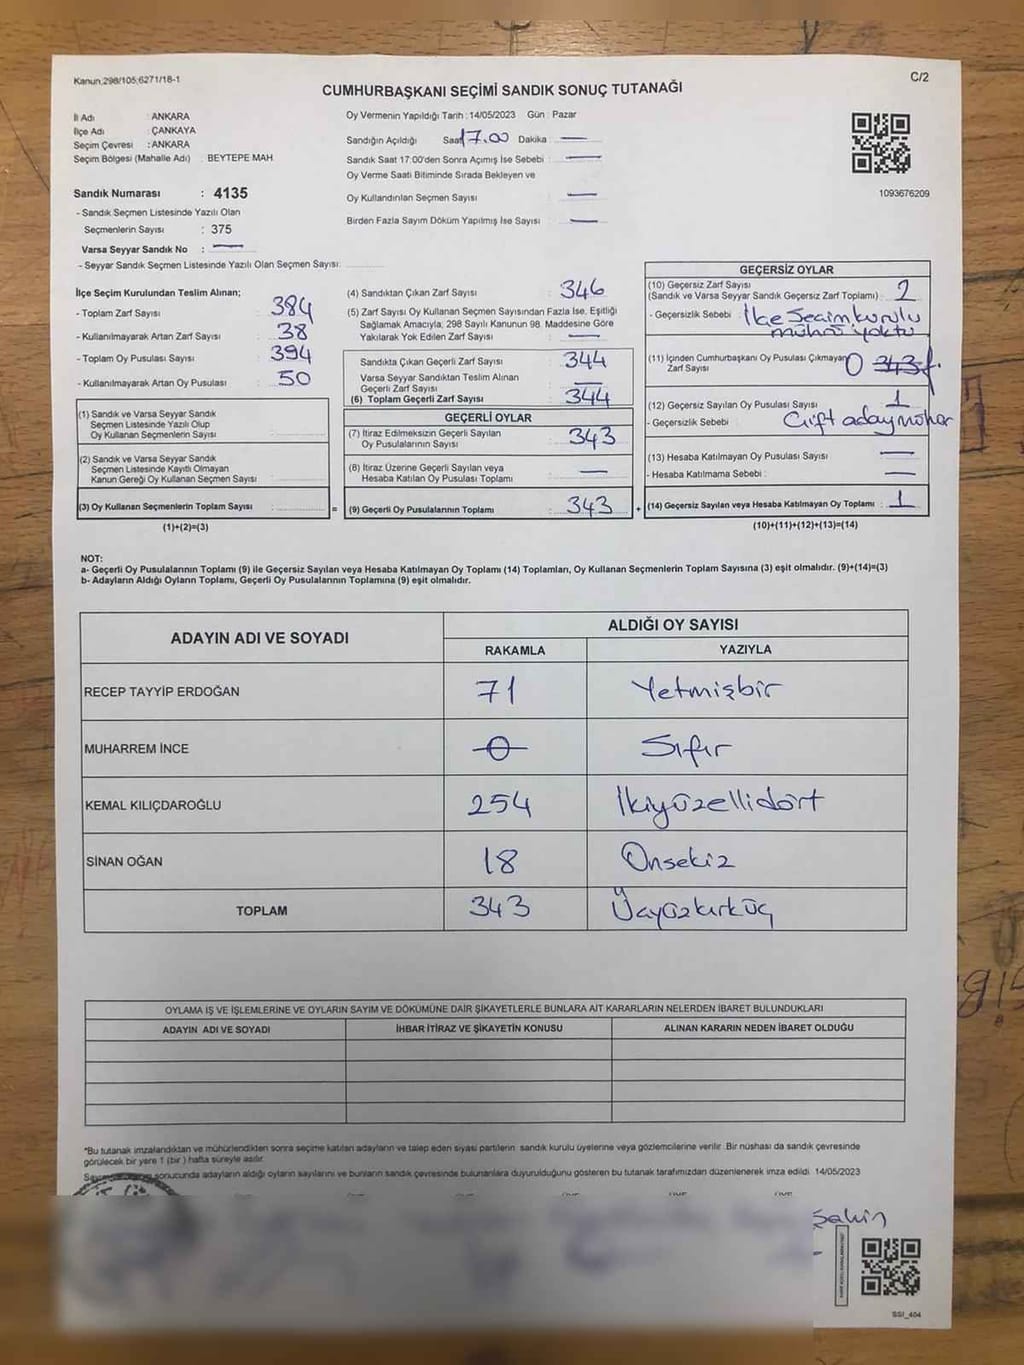 Kanun:298/105;6271/18-1
C/2
CUMHURBAŞKANI SEÇİMİ SANDIK SONUÇ TUTANAĞI
İl Adı : ANKARA
İlçe Adı : ÇANKAYA
Seçim Çevresi : ANKARA
Seçim Bölgesi (Mahalle Adı) : BEYTEPE MAH
Sandık Numarası : 4135
- Sandık Seçmen Listesinde Yazılı Olan
Seçmenlerin Sayısı : 375
Varsa Seyyar Sandık No : —
- Seyyar Sandık Seçmen Listesinde Yazılı Olan Seçmen Sayısı:
Oy Vermenin Yapıldığı Tarih : 14/05/2023 Gün : Pazar
Sandığın Açıldığı Saat 17.00 Dakika : —
Sandık Saat 17:00'den Sonra Açımış İse Sebebi : —
Oy Verme Saati Bitiminde Sırada Bekleyen ve
Oy Kullandırılan Seçmen Sayısı : —
Birden Fazla Sayım Döküm Yapılmış İse Sayısı : —
1093676209
İlçe Seçim Kurulundan Teslim Alınan;
- Toplam Zarf Sayısı : 384
- Kullanılmayarak Artan Zarf Sayısı : 38
- Toplam Oy Pusulası Sayısı : 394
- Kullanılmayarak Artan Oy Pusulası : 50
(1) Sandık ve Varsa Seyyar Sandık
Seçmen Listesinde Yazılı Olup
Oy Kullanan Seçmenlerin Sayısı :
(2) Sandık ve Varsa Seyyar Sandık
Seçmen Listesinde Kayıtlı Olmayan
Kanun Gereği Oy Kullanan Seçmen Sayısı :
(3) Oy Kullanan Seçmenlerin Toplam Sayısı : =
(1)+(2)=(3)
(4) Sandıktan Çıkan Zarf Sayısı : 346
(5) Zarf Sayısı Oy Kullanan Seçmen Sayısından Fazla İse, Eşitliği
Sağlamak Amacıyla; 298 Sayılı Kanunun 98. Maddesine Göre
Yakılarak Yok Edilen Zarf Sayısı : —
Sandıkta Çıkan Geçerli Zarf Sayısı : 344
Varsa Seyyar Sandıktan Teslim Alınan
Geçerli Zarf Sayısı : —
(6) Toplam Geçerli Zarf Sayısı : 344
GEÇERLİ OYLAR
(7) İtiraz Edilmeksizin Geçerli Sayılan
Oy Pusulalarının Sayısı : 343
(8) İtiraz Üzerine Geçerli Sayılan veya
Hesaba Katılan Oy Pusulası Toplamı : —
(9) Geçerli Oy Pusulalarının Toplamı : 343 +
GEÇERSİZ OYLAR
(10) Geçersiz Zarf Sayısı
(Sandık ve Varsa Seyyar Sandık Geçersiz Zarf Toplamı) : 2
- Geçersizlik Sebebi : İlçe Seçim kurulu
mührü yoktu
(11) İçinden Cumhurbaşkanı Oy Pusulası Çıkmayan
Zarf Sayısı 0 343
(12) Geçersiz Sayılan Oy Pusulası Sayısı : 1
- Geçersizlik Sebebi : Çift aday mühür
(13) Hesaba Katılmayan Oy Pusulası Sayısı : —
- Hesaba Katılmama Sebebi : —
(14) Geçersiz Sayılan veya Hesaba Katılmayan Oy Toplamı : 1
(10)+(11)+(12)+(13)=(14)
NOT:
a- Geçerli Oy Pusulalarının Toplamı (9) ile Geçersiz Sayılan veya Hesaba Katılmayan Oy Toplamı (14) Toplamları, Oy Kullanan Seçmenlerin Toplam Sayısına (3) eşit olmalıdır. (9)+(14)=(3)
b- Adayların Aldığı Oyların Toplamı, Geçerli Oy Pusulalarının Toplamına (9) eşit olmalıdır.
ADAYIN ADI VE SOYADI ALDIĞI OY SAYISI
RAKAMLA YAZIYLA
RECEP TAYYİP ERDOĞAN 71 Yetmişbir
MUHARREM İNCE 0 Sıfır
KEMAL KILIÇDAROĞLU 254 İkiyüzellidört
SİNAN OĞAN 18 Onsekiz
TOPLAM 343 Üçyüzkırküç
OYLAMA İŞ VE İŞLEMLERİNE VE OYLARIN SAYIM VE DÖKÜMÜNE DAİR ŞİKAYETLERLE BUNLARA AİT KARARLARIN NELERDEN İBARET BULUNDUKLARI
ADAYIN ADI VE SOYADI İHBAR İTİRAZ VE ŞİKAYETİN KONUSU ALINAN KARARIN NEDEN İBARET OLDUĞU
*Bu tutanak imzalandıktan ve mühürlendikten sonra seçime katılan adayların ve talep eden siyasi partilerin sandık kurulu üyelerine veya gözlemcilerine verilir. Bir nüshası da sandık çevresinde
görülecek bir yere 1 (bir) hafta süreyle asılır.
sonucunda adayların aldığı oyların sayılarını ve bunların sandık çevresinde bulunanlara duyurulduğunu gösteren bu tutanak tarafımızdan düzenlenerek imza edildi. 14/05/2023
Şahin
SSI_404